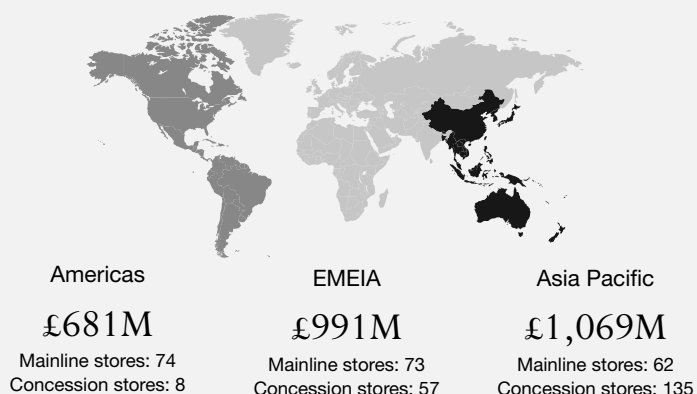 Americas
£681M
Mainline stores: 74
Concession stores: 8
EMEIA
£991M
Mainline stores: 73
Concession stores: 57
Asia Pacific
£1,069M
Mainline stores: 62
Concession stores: 135